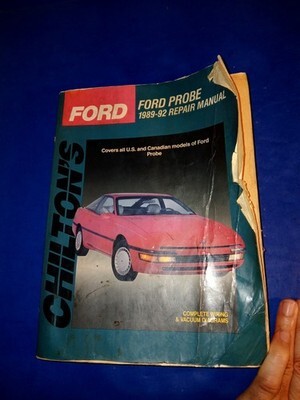 FORD
FORD PROBE
1989-92 REPAIR MANUAL
Covers all U.S. and Canadian models of Ford
Probe
CHILTON'S
COMPLETE WIRING
& VACUUM DIAGRAMS